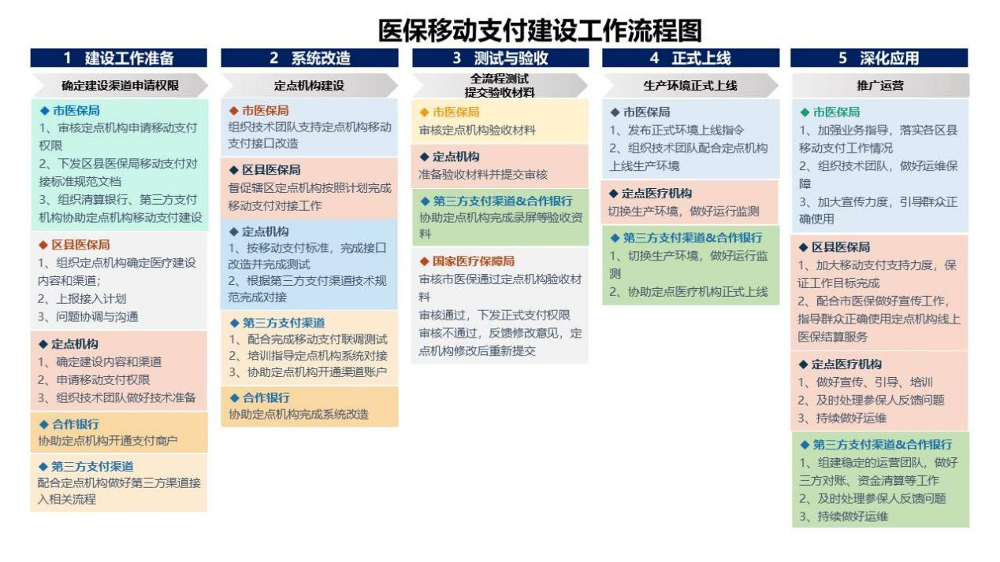 医保移动支付建设工作流程图
1 建设工作准备
确定建设渠道申请权限
◆ 市医保局
1、审核定点机构申请移动支付
权限
2、下发区县医保局移动支付对
接标准规范文档
3、组织清算银行、第三方支付
机构协助定点机构移动支付建设
◆ 区县医保局
1、组织定点机构确定医疗建设
内容和渠道;
2、上报接入计划
3、问题协调与沟通
◆ 定点机构
1、确定建设内容和渠道
2、申请移动支付权限
3、组织技术团队做好技术准备
◆ 合作银行
协助定点机构开通支付商户
◆ 第三方支付渠道
配合定点机构做好第三方渠道接
入相关流程
2 系统改造
定点机构建设
◆ 市医保局
组织技术团队支持定点机构移动
支付接口改造
◆ 区县医保局
督促辖区定点机构按照计划完成
移动支付对接工作
◆ 定点机构
1、按移动支付标准，完成接口
改造并完成测试
2、根据第三方支付渠道技术规
范完成对接
◆ 第三方支付渠道
1、配合完成移动支付联调测试
2、培训指导定点机构系统对接
3、协助定点机构开通渠道账户
◆ 合作银行
协助定点机构完成系统改造
3 测试与验收
全流程测试
提交验收材料
◆ 市医保局
审核定点机构验收材料
◆ 定点机构
准备验收材料并提交审核
◆ 第三方支付渠道&合作银行
协助定点机构完成录屏等验收资
料
◆ 国家医疗保障局
审核市医保通过定点机构验收材
料
审核通过，下发正式支付权限
审核不通过，反馈修改意见，定
点机构修改后重新提交
4 正式上线
生产环境正式上线
◆ 市医保局
1、发布正式环境上线指令
2、组织技术团队配合定点机构
上线生产环境
◆ 定点医疗机构
切换生产环境，做好运行监测
◆ 第三方支付渠道&合作银行
1、切换生产环境，做好运行监
测
2、协助定点医疗机构正式上线
5 深化应用
推广运营
◆ 市医保局
1、加强业务指导，落实各区县
移动支付工作情况
2、组织技术团队，做好运维保
障
3、加大宣传力度，引导群众正
确使用
◆ 区县医保局
1、加大移动支付支持力度，保
证工作目标完成
2、配合市医保做好宣传工作，
指导群众正确使用定点机构线上
医保结算服务
◆ 定点医疗机构
1、做好宣传、引导、培训
2、及时处理参保人反馈问题
3、持续做好运维
◆ 第三方支付渠道&合作银行
1、组建稳定的运营团队，做好
三方对账、资金清算等工作
2、及时处理参保人反馈问题
3、持续做好运维